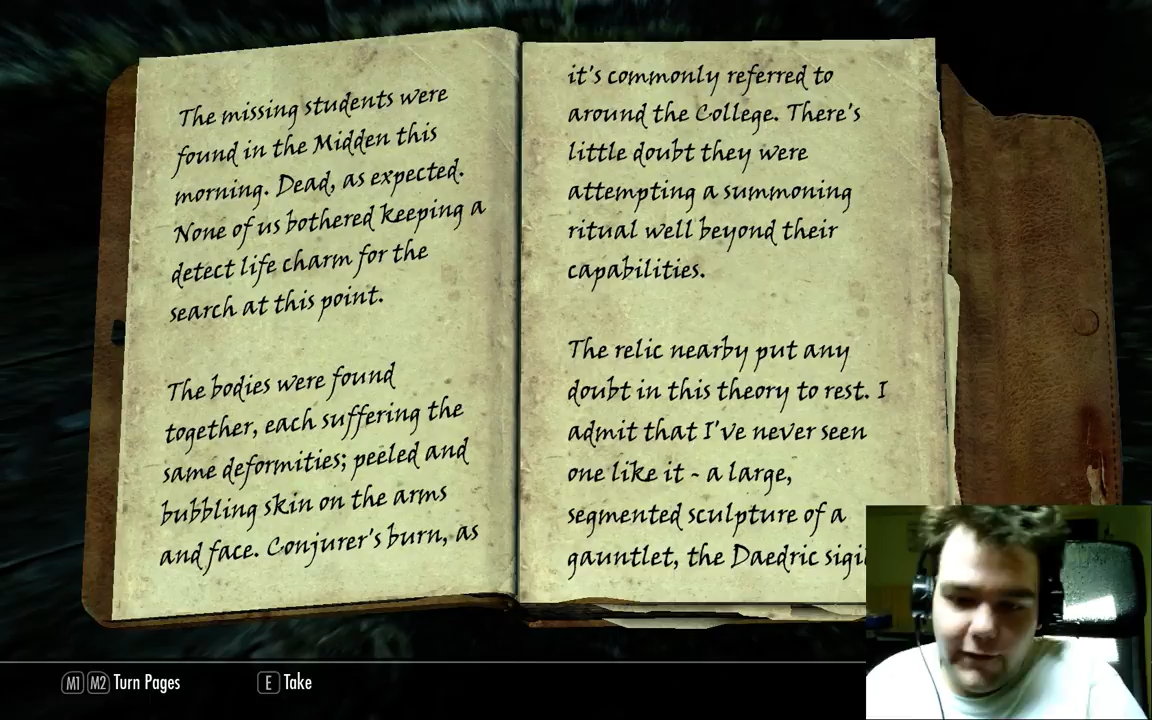 The missing students were
found in the Midden this
morning. Dead, as expected.
None of us bothered keeping a
detect life charm for the
search at this point.
The bodies were found
together, each suffering the
same deformities; peeled and
bubbling skin on the arms
and face. Conjurer's burn, as
it's commonly referred to
around the College. There's
little doubt they were
attempting a summoning
ritual well beyond their
capabilities.
The relic nearby put any
doubt in this theory to rest. I
admit that I've never seen
one like it - a large,
segmented sculpture of a
gauntlet, the Daedric
M1 M2 Turn Pages
E Take